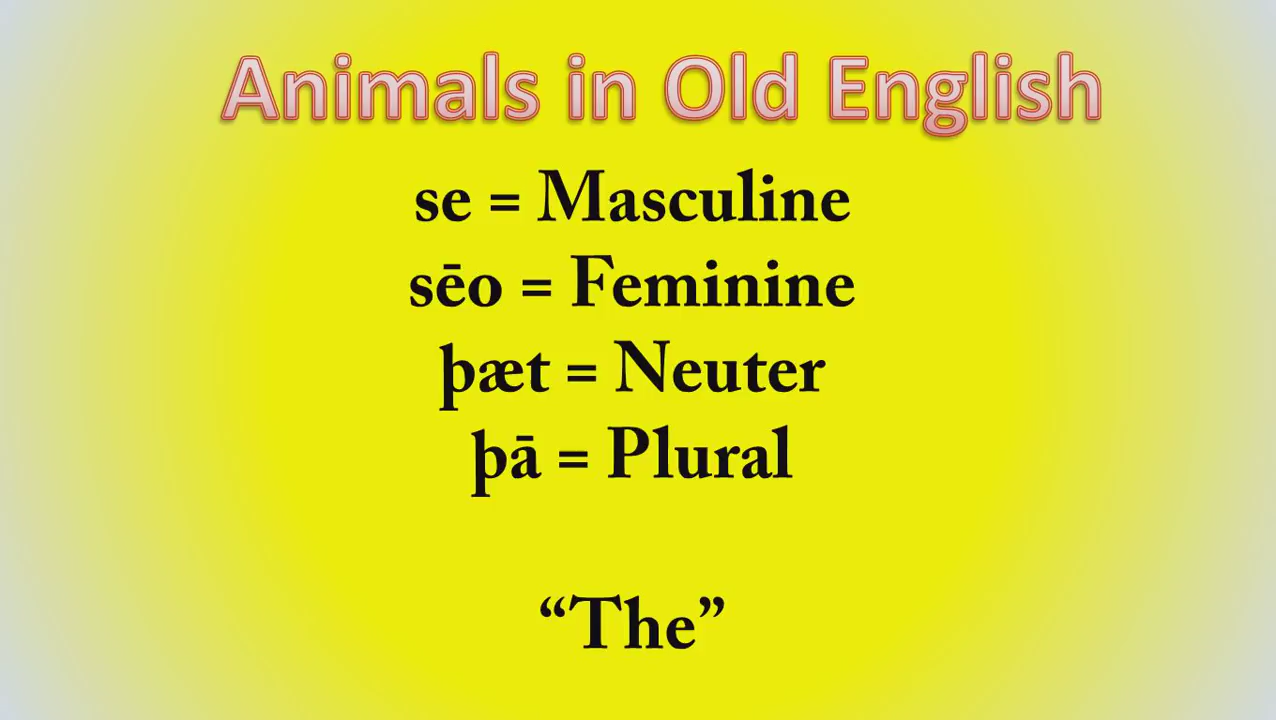 Animals in Old English
se = Masculine
sēo = Feminine
þæt = Neuter
þā = Plural
“The”